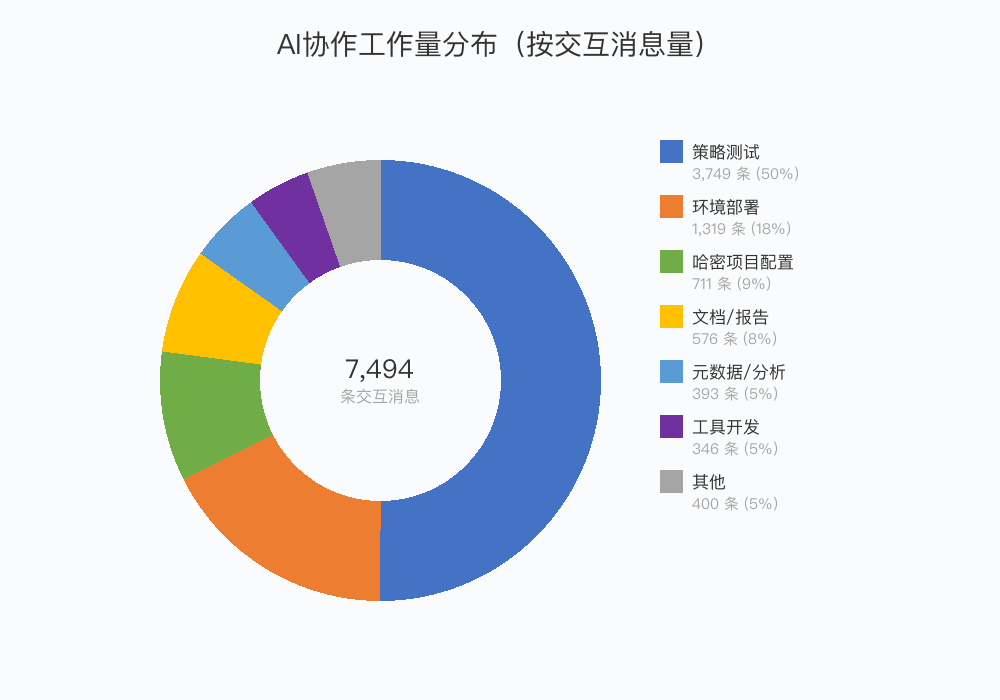 AI协作工作量分布（按交互消息量）
策略测试
3,749 条 (50%)
环境部署
1,319 条 (18%)
哈密项目配置
711 条 (9%)
文档/报告
576 条 (8%)
元数据/分析
393 条 (5%)
工具开发
346 条 (5%)
其他
400 条 (5%)
7,494
条交互消息